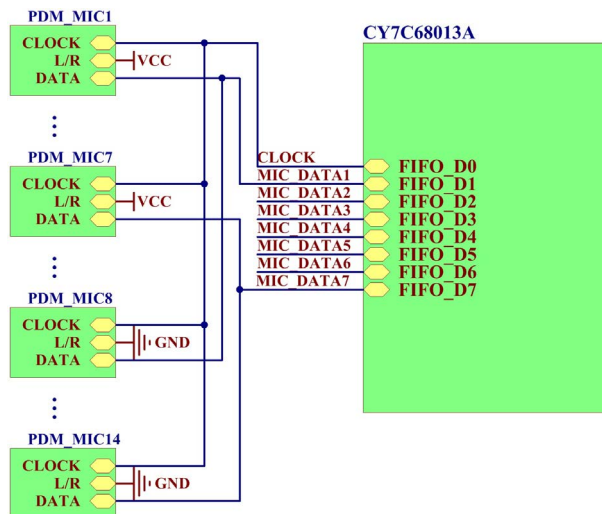 PDM_MIC1
CLOCK
L/R
VCC
DATA
PDM_MIC7
CLOCK
L/R
VCC
DATA
PDM_MIC8
CLOCK
L/R
GND
DATA
PDM_MIC14
CLOCK
L/R
GND
DATA
CY7C68013A
CLOCK
FIFO_D0
MIC_DATA1
FIFO_D1
MIC_DATA2
FIFO_D2
MIC_DATA3
FIFO_D3
MIC_DATA4
FIFO_D4
MIC_DATA5
FIFO_D5
MIC_DATA6
FIFO_D6
MIC_DATA7
FIFO_D7